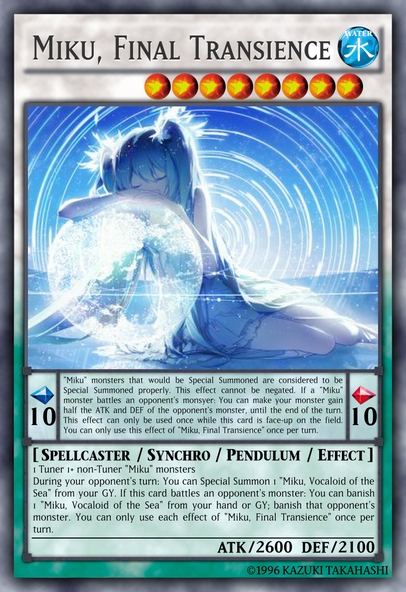 Miku, Final Transience
WATER
水
"Miku" monsters that would be Special Summoned are considered to be
Special Summoned properly. This effect cannot be negated. If a "Miku"
monster battles an opponent's monsyer: You can make your monster gain
half the ATK and DEF of the opponent's monster, until the end of the turn.
This effect can only be used once while this card is face-up on the field.
You can only use this effect of "Miku, Final Transience" once per turn.
10
10
[ Spellcaster / Synchro / Pendulum / Effect ]
1 Tuner 1+ non-Tuner "Miku" monsters
During your opponent's turn: You can Special Summon 1 "Miku, Vocaloid of the
Sea" from your GY. If this card battles an opponent's monster: You can banish
1 "Miku, Vocaloid of the Sea" from your hand or GY; banish that opponent's
monster. You can only use each effect of "Miku, Final Transience" once per
turn.
ATK/2600 DEF/2100
©1996 KAZUKI TAKAHASHI